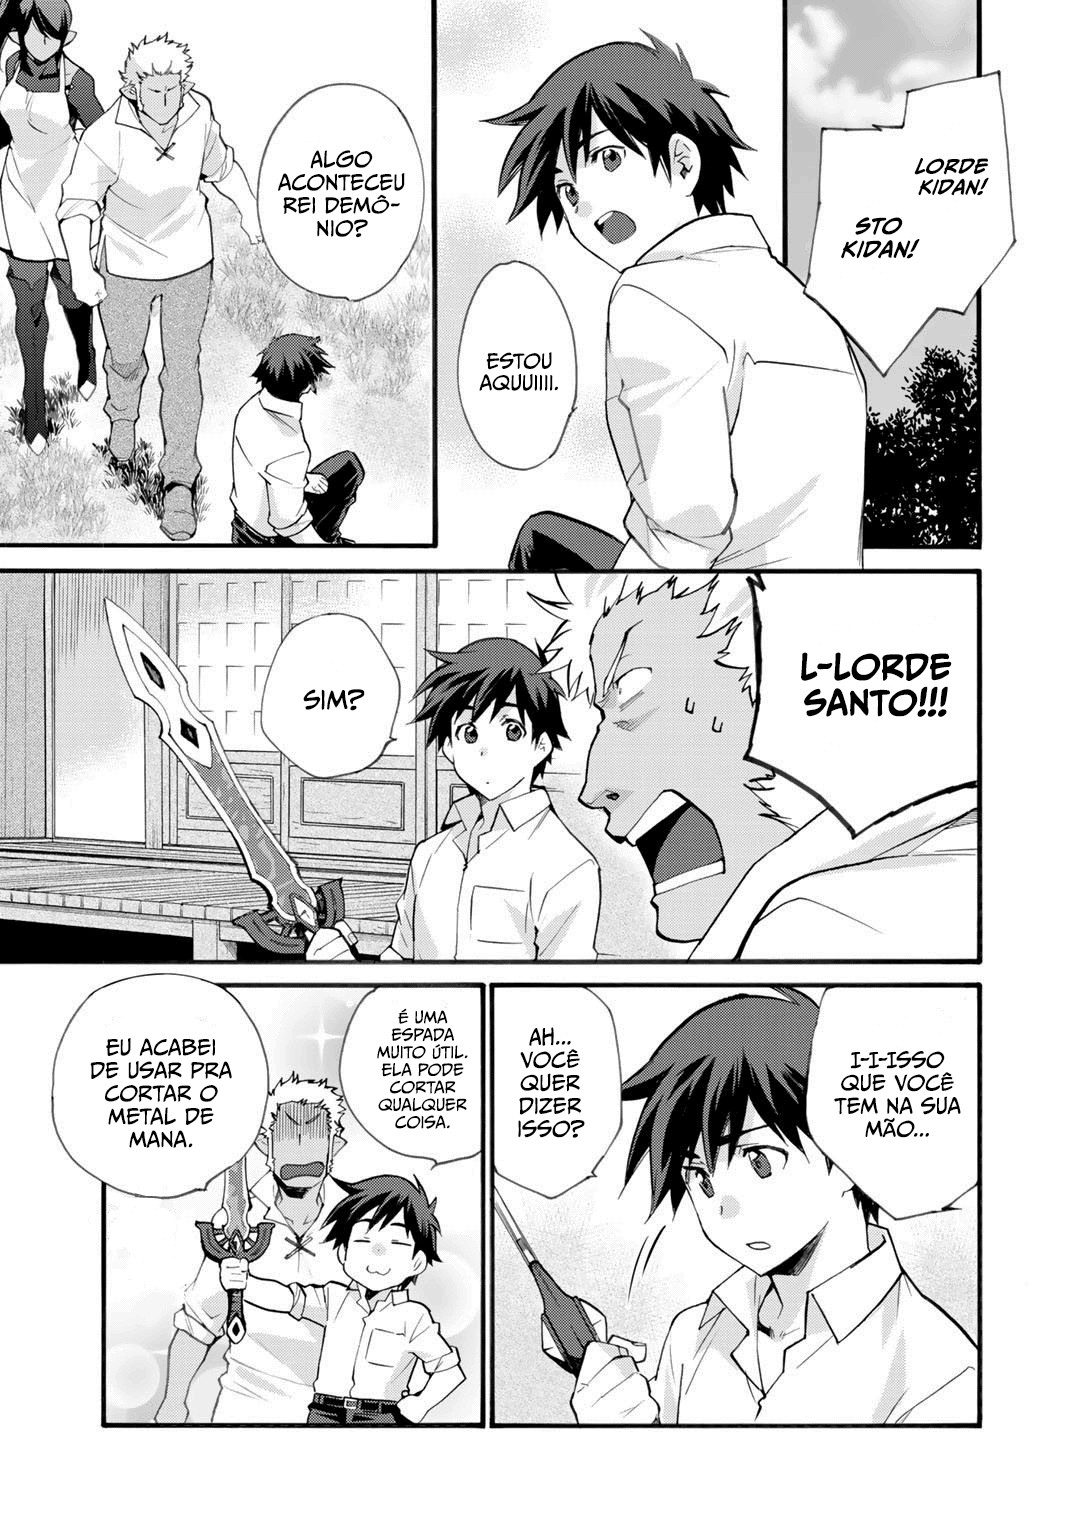 LORDE
KIDAN!
STO
KIDAN!
ESTOU
AQUUIIII.
ALGO
ACONTECEU
REI DEMÔ-
NIO?
L-LORDE
SANTO!!!
SIM?
I-I-ISSO
QUE VOCÊ
TEM NA SUA
MÃO...
AH...
VOCÊ
QUER
DIZER
ISSO?
É UMA
ESPADA
MUITO ÚTIL.
ELA PODE
CORTAR
QUALQUER
COISA.
EU ACABEI
DE USAR PRA
CORTAR O
METAL DE
MANA.